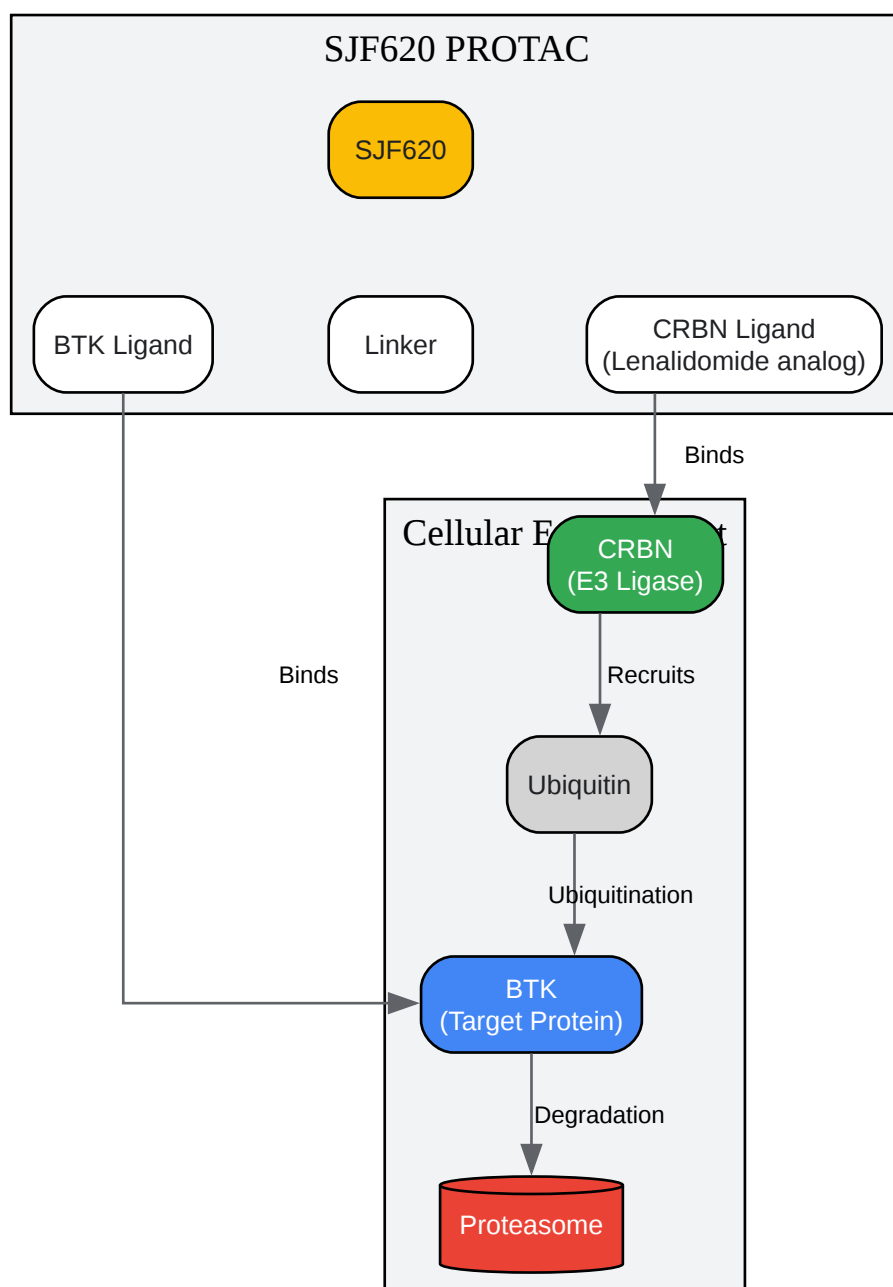 SJF620 PROTAC
SJF620
BTK Ligand
Linker
CRBN Ligand
(Lenalidomide analog)
Binds
Cellular
CRBN
(E3 Ligase)
Binds
Recruits
Ubiquitin
Ubiquitination
BTK
(Target Protein)
Degradation
Proteasome